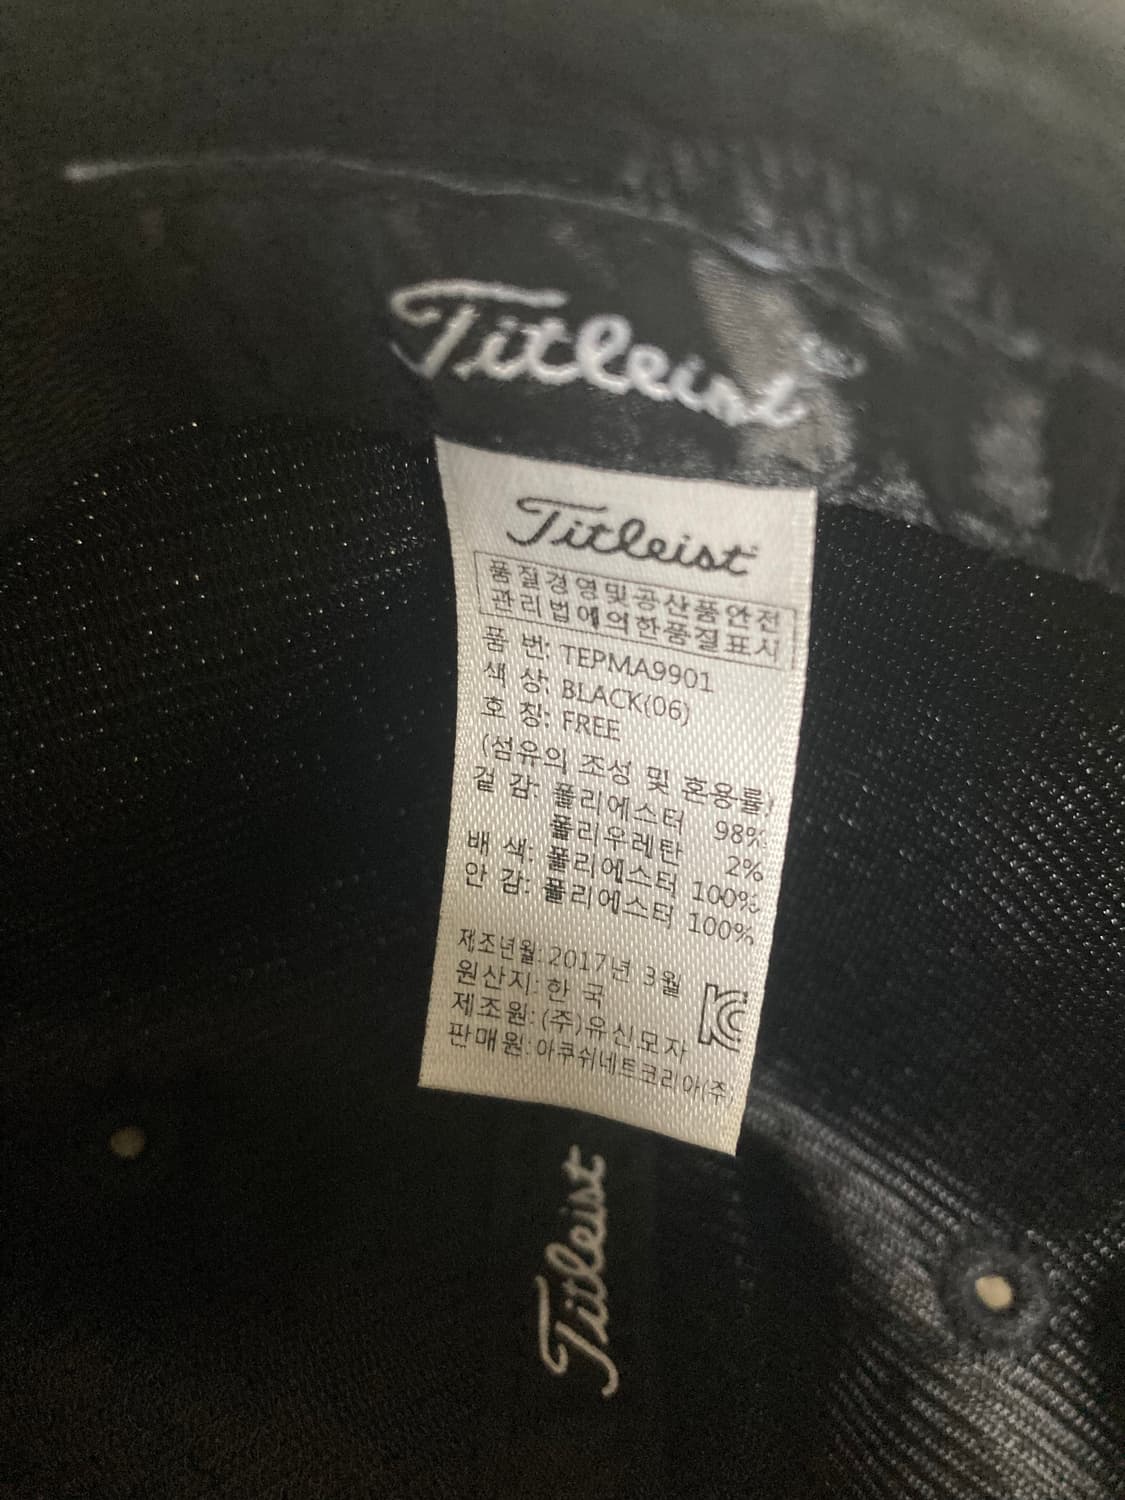 Titleist
Titleist
품질경영및공산품안전
관리법에의한품질표시
품 번: TEPMA9901
색 상: BLACK(06)
호 칭: FREE
(섬유의 조성 및 혼용률)
겉 감: 폴리에스터 98%
폴리우레탄 2%
배 색: 폴리에스터 100%
안 감: 폴리에스터 100%
제조년월: 2017년 3월
원산지: 한 국
제조원: (주)유신모자
판매원: 아쿠쉬네트코리아(주)
Titleist